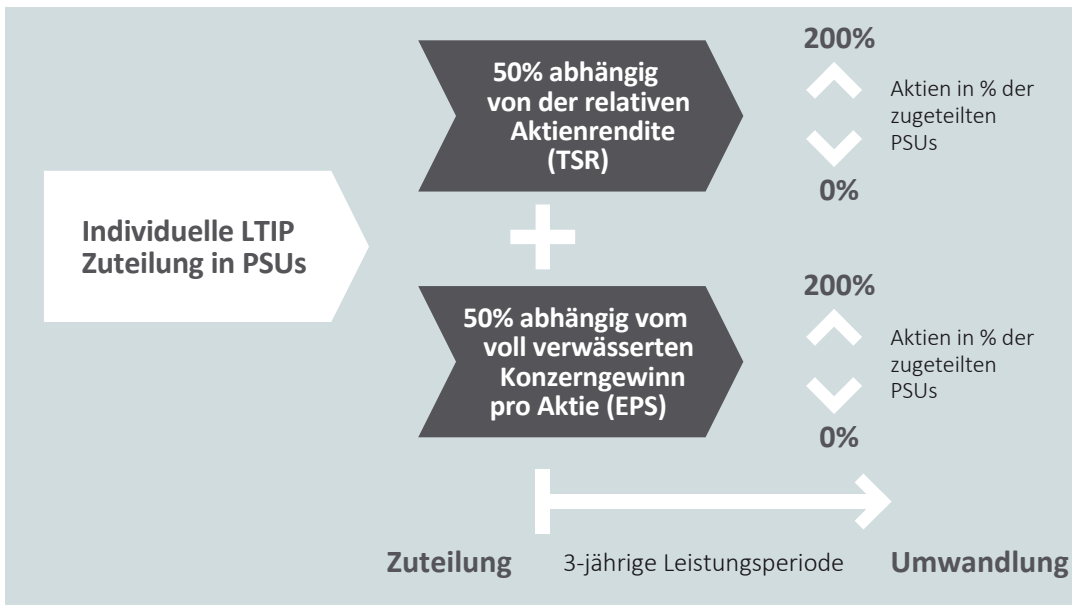 Individuelle LTIP
Zuteilung in PSUs
50% abhängig
von der relativen
Aktienrendite
(TSR)
200%
Aktien in % der
zugeteilten
PSUs
0%
50% abhängig vom
voll verwässerten
Konzerngewinn
pro Aktie (EPS)
200%
Aktien in % der
zugeteilten
PSUs
0%
Zuteilung
3-jährige Leistungsperiode
Umwandlung